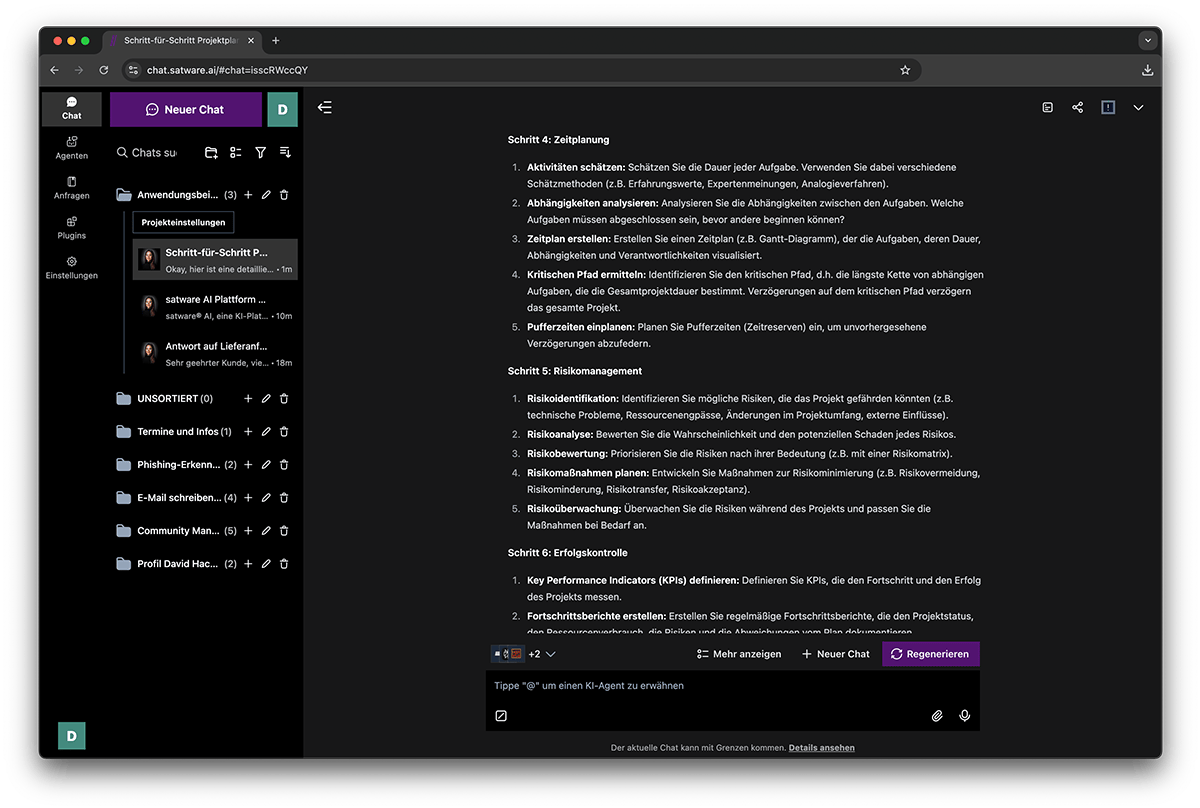 Schritt-für-Schritt Projektplan
chat.satware.ai/#chat=isscRWccQY
Chat
Agenten
Anfragen
Plugins
Einstellungen
D
Neuer Chat
D
Chats su
Anwendungsbei... (3)
Projekteinstellungen
Schritt-für-Schritt P...
Okay, hier ist eine detaillie... • 1m
satware AI Plattform ...
satware® AI, eine KI-Plat... • 10m
Antwort auf Lieferanf...
Sehr geehrter Kunde, vie... • 18m
UNSORTIERT (0)
Termine und Infos (1)
Phishing-Erkenn... (2)
E-Mail schreiben... (4)
Community Man... (5)
Profil David Hac... (2)
Schritt 4: Zeitplanung
1. Aktivitäten schätzen: Schätzen Sie die Dauer jeder Aufgabe. Verwenden Sie dabei verschiedene
Schätzmethoden (z.B. Erfahrungswerte, Expertenmeinungen, Analogieverfahren).
2. Abhängigkeiten analysieren: Analysieren Sie die Abhängigkeiten zwischen den Aufgaben. Welche
Aufgaben müssen abgeschlossen sein, bevor andere beginnen können?
3. Zeitplan erstellen: Erstellen Sie einen Zeitplan (z.B. Gantt-Diagramm), der die Aufgaben, deren Dauer,
Abhängigkeiten und Verantwortlichkeiten visualisiert.
4. Kritischen Pfad ermitteln: Identifizieren Sie den kritischen Pfad, d.h. die längste Kette von abhängigen
Aufgaben, die die Gesamtprojektdauer bestimmt. Verzögerungen auf dem kritischen Pfad verzögern
das gesamte Projekt.
5. Pufferzeiten einplanen: Planen Sie Pufferzeiten (Zeitreserven) ein, um unvorhergesehene
Verzögerungen abzufedern.
Schritt 5: Risikomanagement
1. Risikoidentifikation: Identifizieren Sie mögliche Risiken, die das Projekt gefährden könnten (z.B.
technische Probleme, Ressourcenengpässe, Änderungen im Projektumfang, externe Einflüsse).
2. Risikoanalyse: Bewerten Sie die Wahrscheinlichkeit und den potenziellen Schaden jedes Risikos.
3. Risikobewertung: Priorisieren Sie die Risiken nach ihrer Bedeutung (z.B. mit einer Risikomatrix).
4. Risikomaßnahmen planen: Entwickeln Sie Maßnahmen zur Risikominimierung (z.B. Risikovermeidung,
Risikominderung, Risikotransfer, Risikoakzeptanz).
5. Risikoüberwachung: Überwachen Sie die Risiken während des Projekts und passen Sie die
Maßnahmen bei Bedarf an.
Schritt 6: Erfolgskontrolle
1. Key Performance Indicators (KPIs) definieren: Definieren Sie KPIs, die den Fortschritt und den Erfolg
des Projekts messen.
2. Fortschrittsberichte erstellen: Erstellen Sie regelmäßige Fortschrittsberichte, die den Projektstatus,
den Ressourcenverbrauch, die Risiken und die Abweichungen vom Plan dokumentieren.
+2
Mehr anzeigen
Neuer Chat
Regenerieren
Tippe "@" um einen KI-Agent zu erwähnen
Der aktuelle Chat kann mit Grenzen kommen. Details ansehen